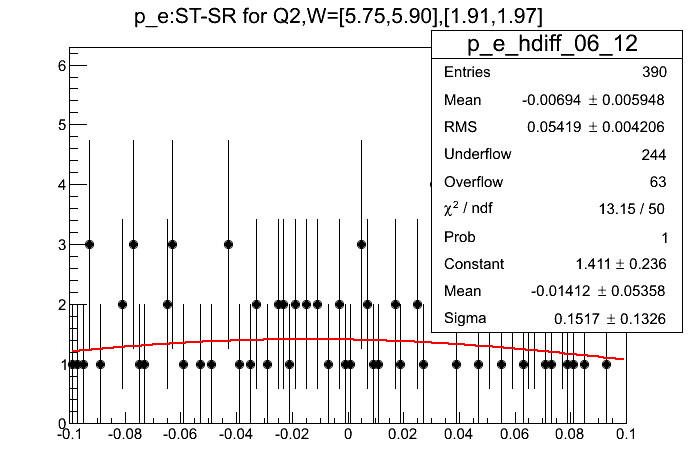 p_e:ST-SR for Q2,W=[5.75,5.90],[1.91,1.97]
p_e_hdiff_06_12
Entries 390
Mean -0.00694 ± 0.005948
RMS 0.05419 ± 0.004206
Underflow 244
Overflow 63
χ² / ndf 13.15 / 50
Prob 1
Constant 1.411 ± 0.236
Mean -0.01412 ± 0.05358
Sigma 0.1517 ± 0.1326
6
5
4
3
2
1
0
-0.1 -0.08 -0.06 -0.04 -0.02 0 0.02 0.04 0.06 0.08 0.1